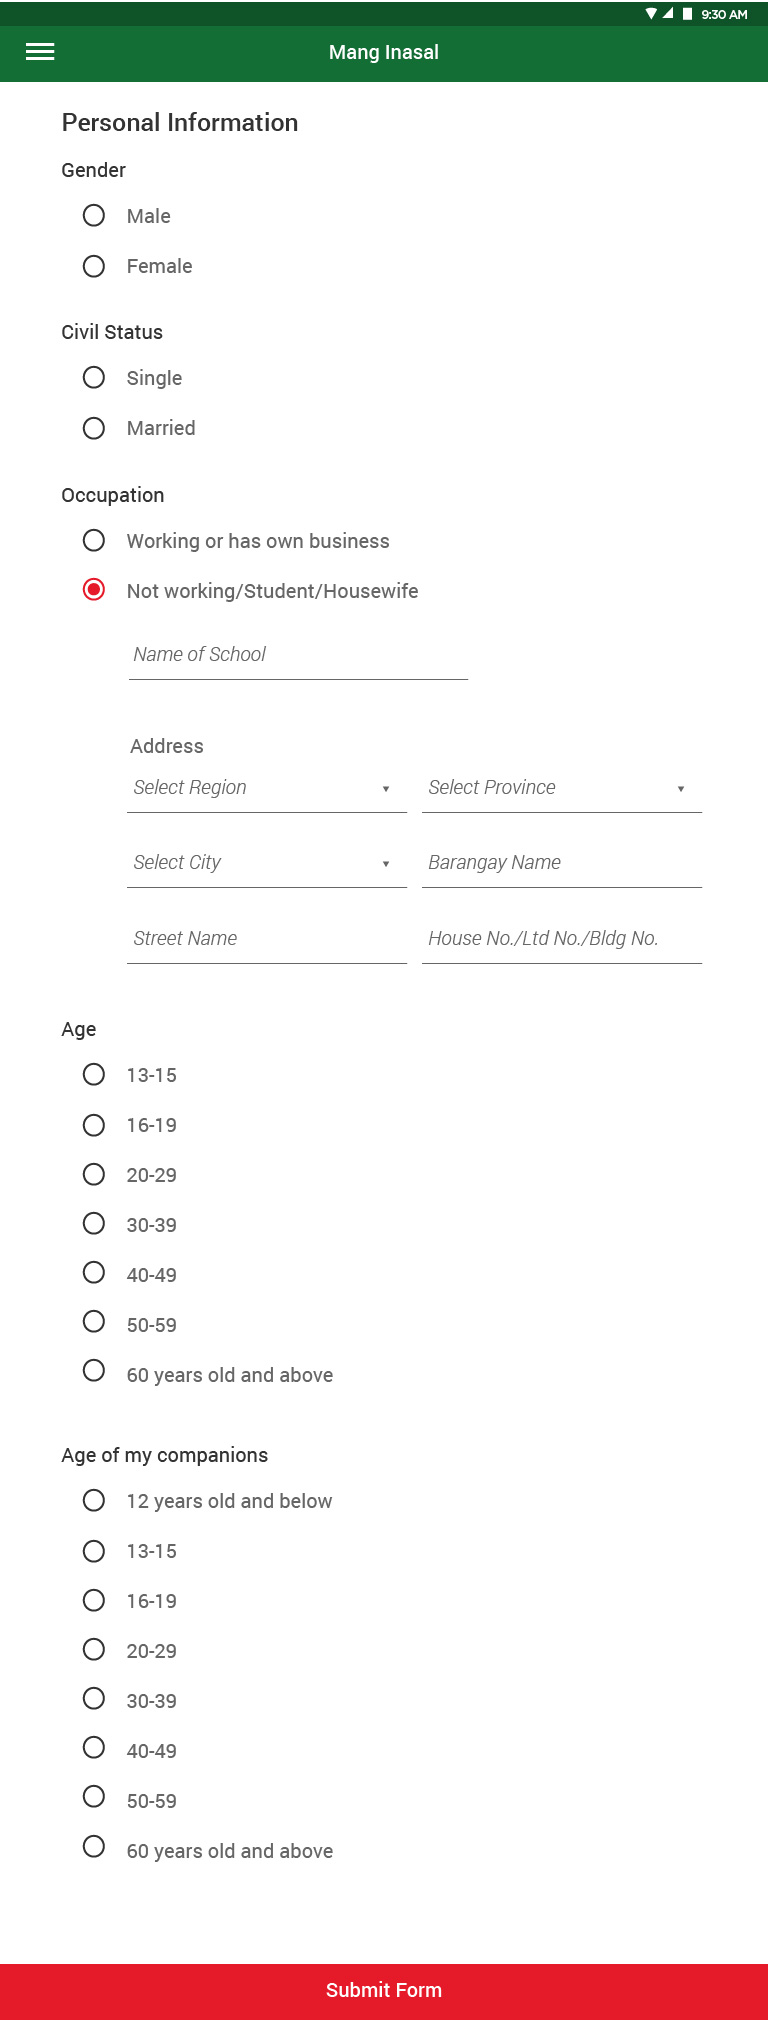 9:30 AM
Mang Inasal
Personal Information
Gender
Male
Female
Civil Status
Single
Married
Occupation
Working or has own business
Not working/Student/Housewife
Name of School
Address
Select Region
Select Province
Select City
Barangay Name
Street Name
House No./Ltd No./Bldg No.
Age
13-15
16-19
20-29
30-39
40-49
50-59
60 years old and above
Age of my companions
12 years old and below
13-15
16-19
20-29
30-39
40-49
50-59
60 years old and above
Submit Form